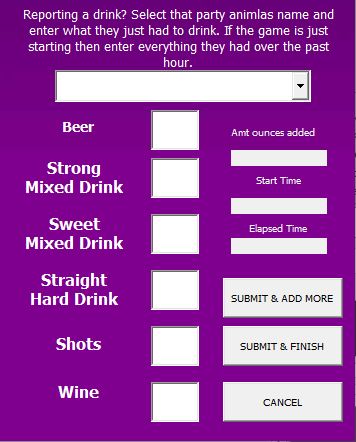 Reporting a drink? Select that party animlas name and
enter what they just had to drink. If the game is just
starting then enter everything they had over the past
hour.
Beer
Amt ounces added
Strong
Mixed Drink
Start Time
Sweet
Mixed Drink
Elapsed Time
Straight
Hard Drink
SUBMIT & ADD MORE
Shots
SUBMIT & FINISH
Wine
CANCEL